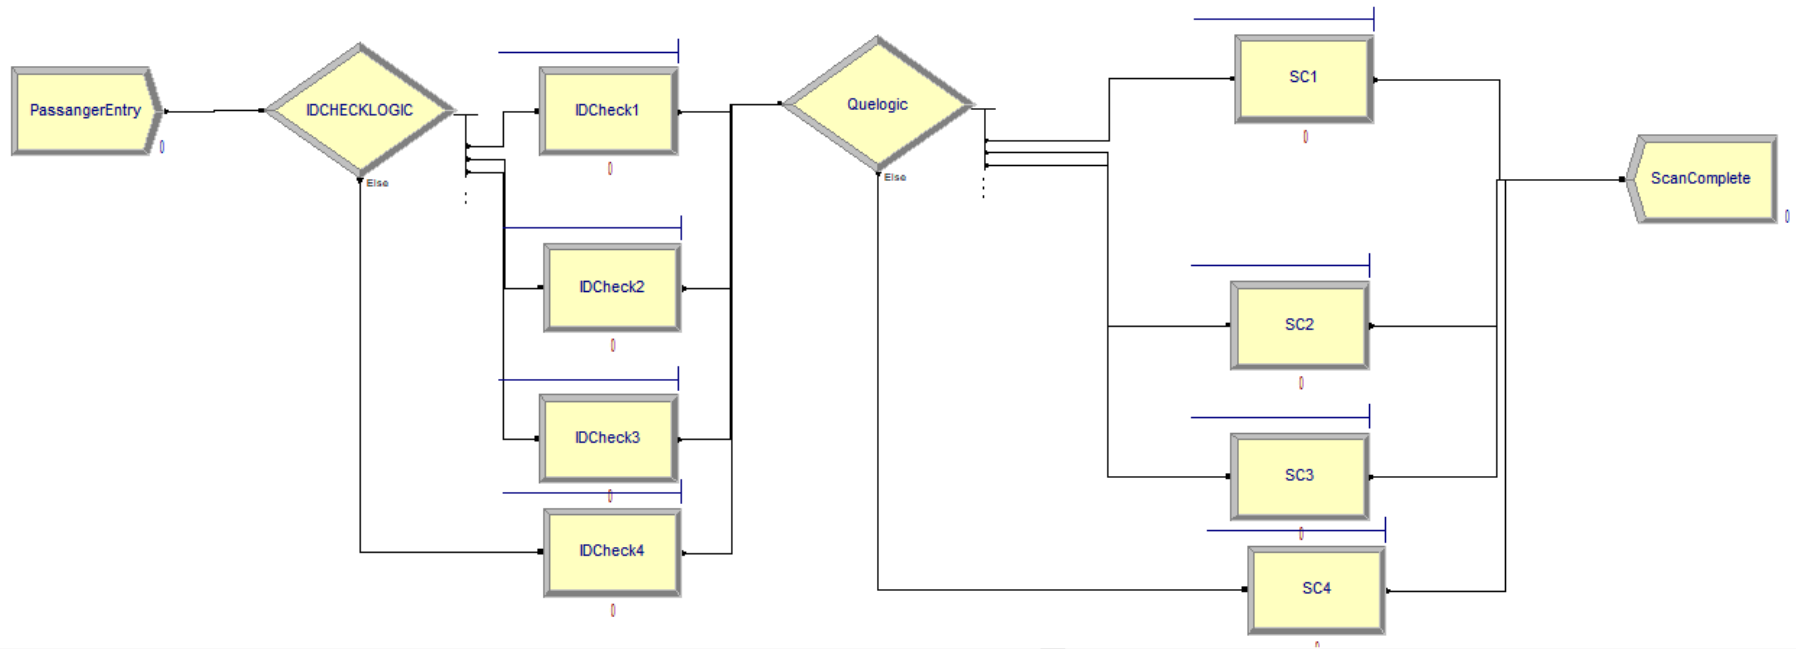 PassangerEntry
0
IDCHECKLOGIC
Else
IDCheck1
0
IDCheck2
0
IDCheck3
0
IDCheck4
0
Quelogic
Else
SC1
0
SC2
0
SC3
0
SC4
0
ScanComplete
0